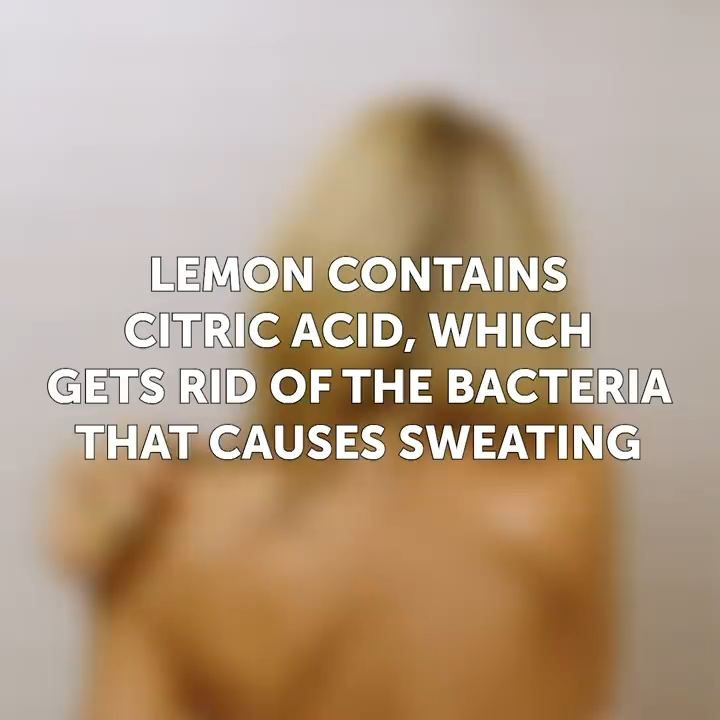 LEMON CONTAINS
CITRIC ACID, WHICH
GETS RID OF THE BACTERIA
THAT CAUSES SWEATING